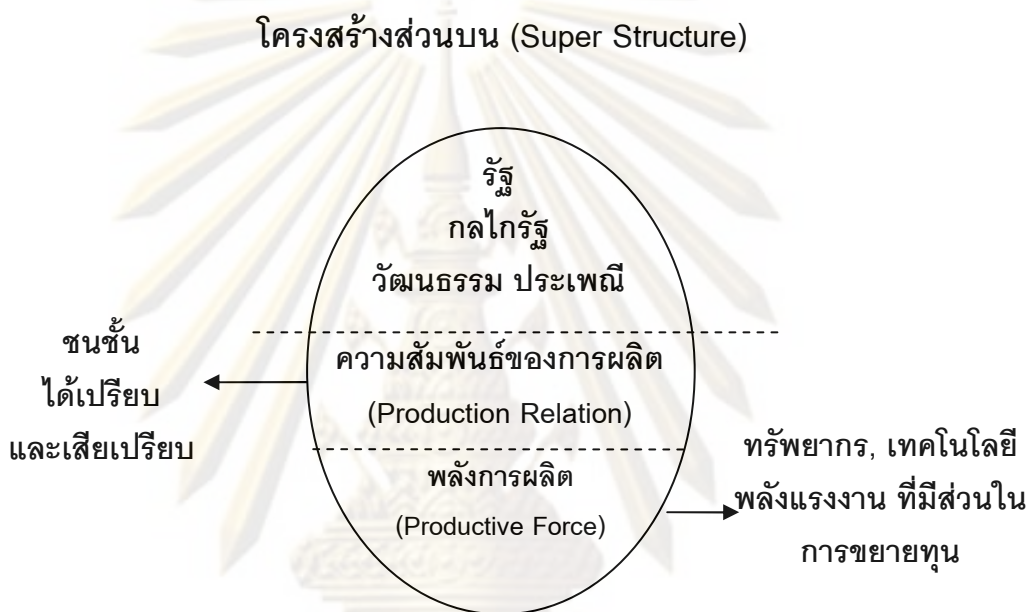 โครงสร้างส่วนบน (Super Structure)
รัฐ
กลไกรัฐ
วัฒนธรรม ประเพณี
ชนชั้น
ได้เปรียบ
และเสียเปรียบ
ความสัมพันธ์ของการผลิต
(Production Relation)
พลังการผลิต
(Productive Force)
ทรัพยากร, เทคโนโลยี
พลังแรงงาน ที่มีส่วนใน
การขยายทุน